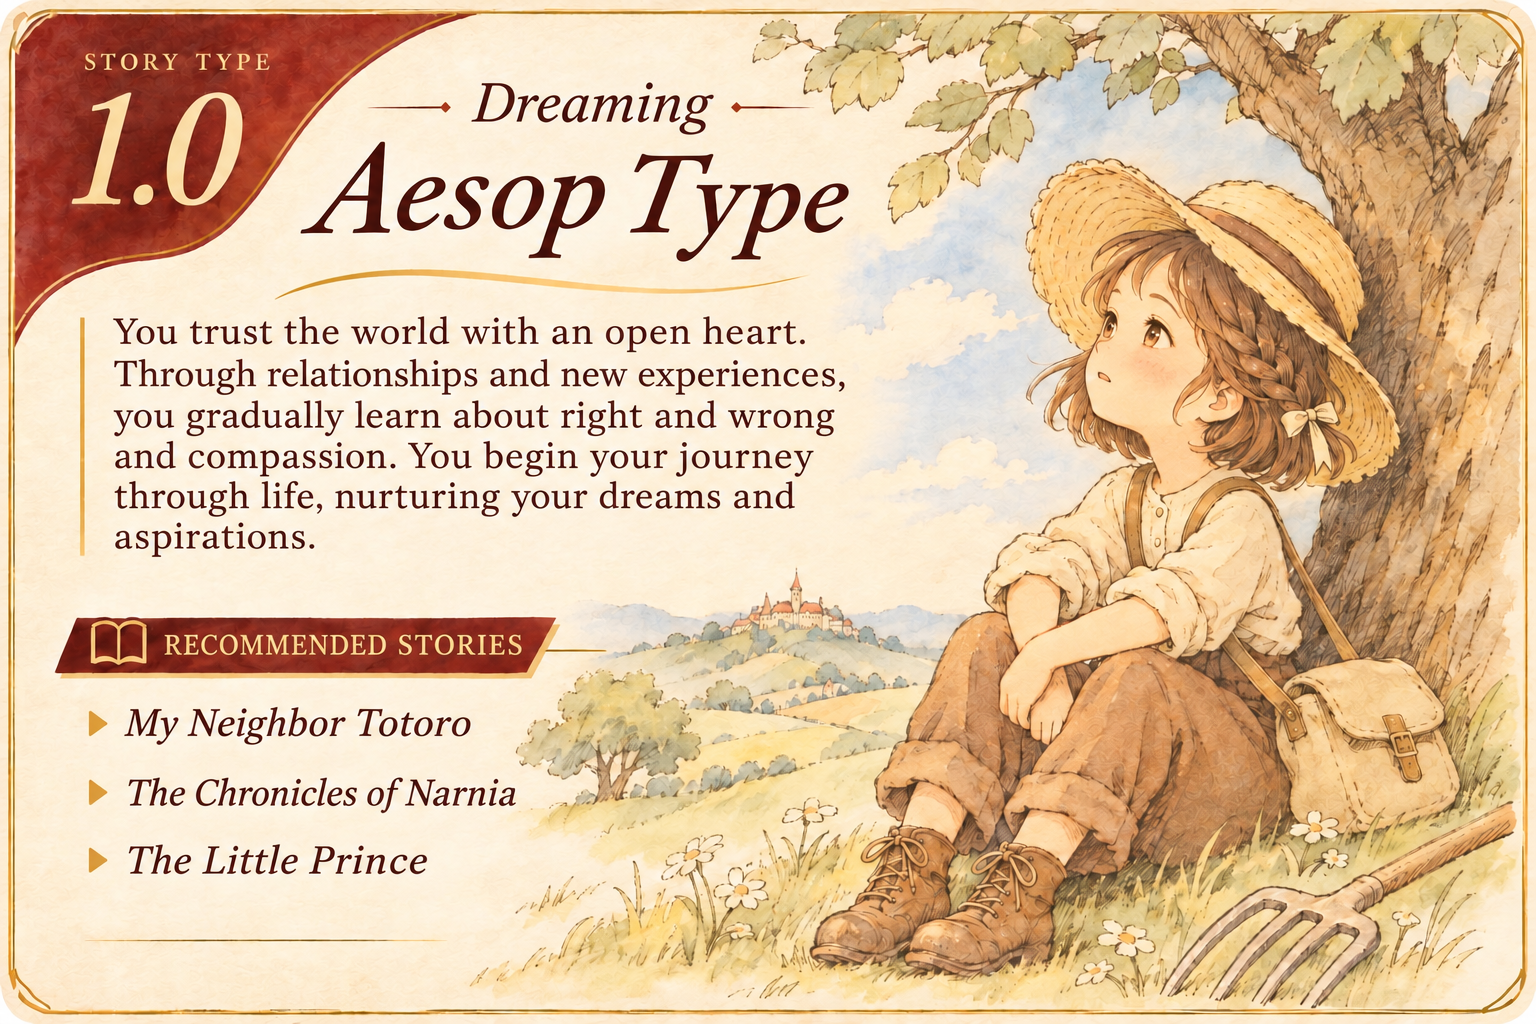 STORY TYPE
1.0
Dreaming
Aesop Type
You trust the world with an open heart.
Through relationships and new experiences,
you gradually learn about right and wrong
and compassion. You begin your journey
through life, nurturing your dreams and
aspirations.
RECOMMENDED STORIES
My Neighbor Totoro
The Chronicles of Narnia
The Little Prince